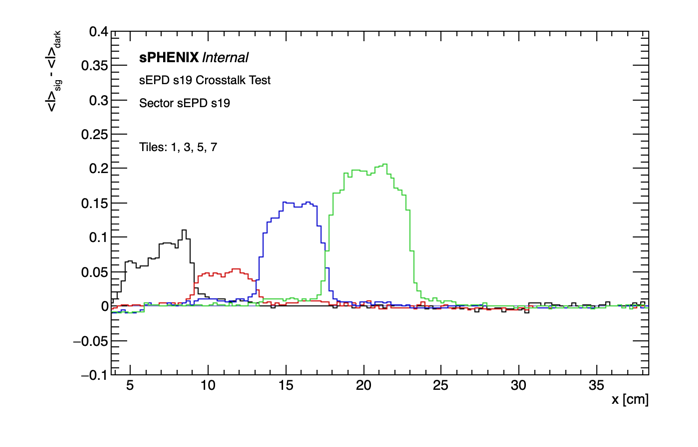 <I>sig - <I>dark
0.4
sPHENIX Internal
0.35
sEPD s19 Crosstalk Test
0.3
Sector sEPD s19
0.25
Tiles: 1, 3, 5, 7
0.2
0.15
0.1
0.05
0
−0.05
−0.1
5 10 15 20 25 30 35
x [cm]